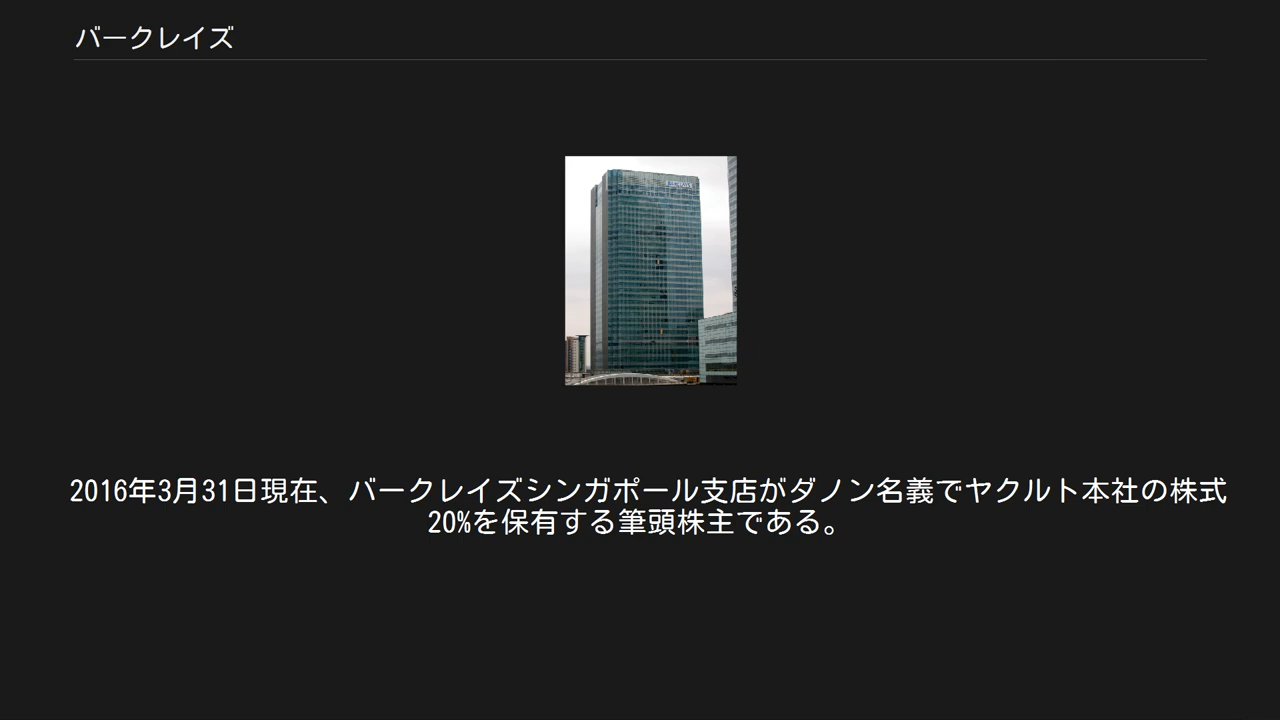 バークレイズ
2016年3月31日現在、バークレイズシンガポール支店がダノン名義でヤクルト本社の株式
20%を保有する筆頭株主である。